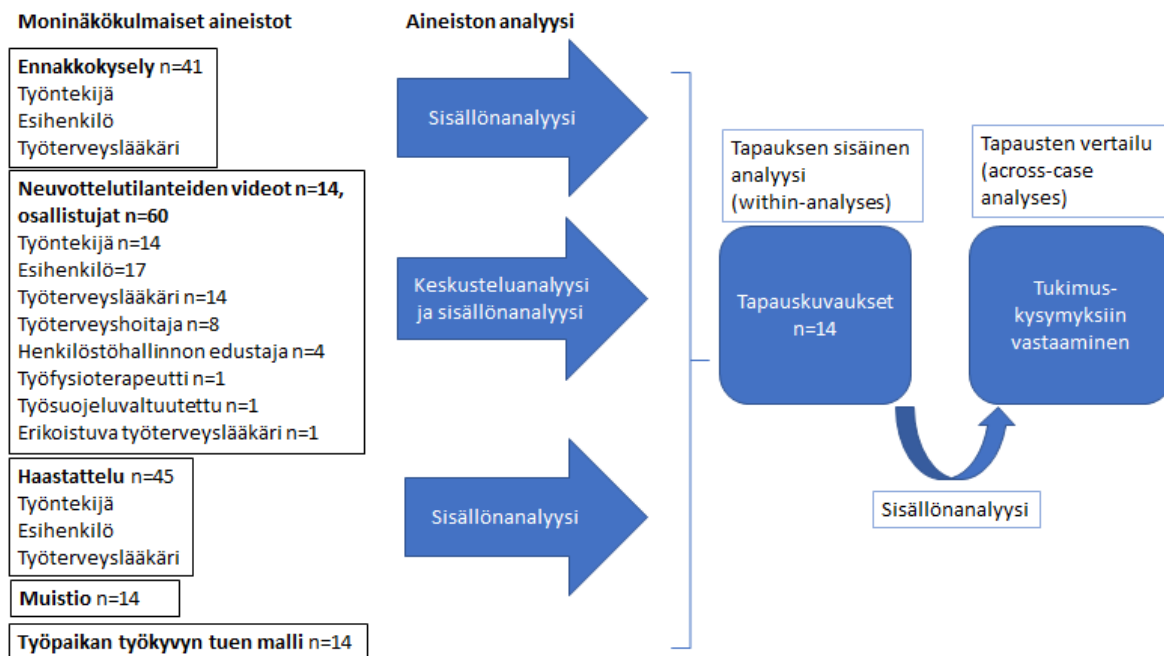 Moninäkökulmaiset aineistot
Ennakkokysely n=41
Työntekijä
Esihenkilö
Työterveyslääkäri
Neuvottelutilanteiden videot n=14,
osallistujat n=60
Työntekijä n=14
Esihenkilö=17
Työterveyslääkäri n=14
Työterveyshoitaja n=8
Henkilöstöhallinnon edustaja n=4
Työfysioterapeutti n=1
Työsuojeluvaltuutettu n=1
Erikoistuva työterveyslääkäri n=1
Haastattelu n=45
Työntekijä
Esihenkilö
Työterveyslääkäri
Muistio n=14
Työpaikan työkyvyn tuen malli n=14
Aineiston analyysi
Sisällönanalyysi
Keskusteluanalyysi
ja sisällönanalyysi
Sisällönanalyysi
Tapauksen sisäinen
analyysi
(within-analyses)
Tapauskuvaukset
n=14
Tapausten vertailu
(across-case
analyses)
Tukimus-
kysymyksiin
vastaaminen
Sisällönanalyysi